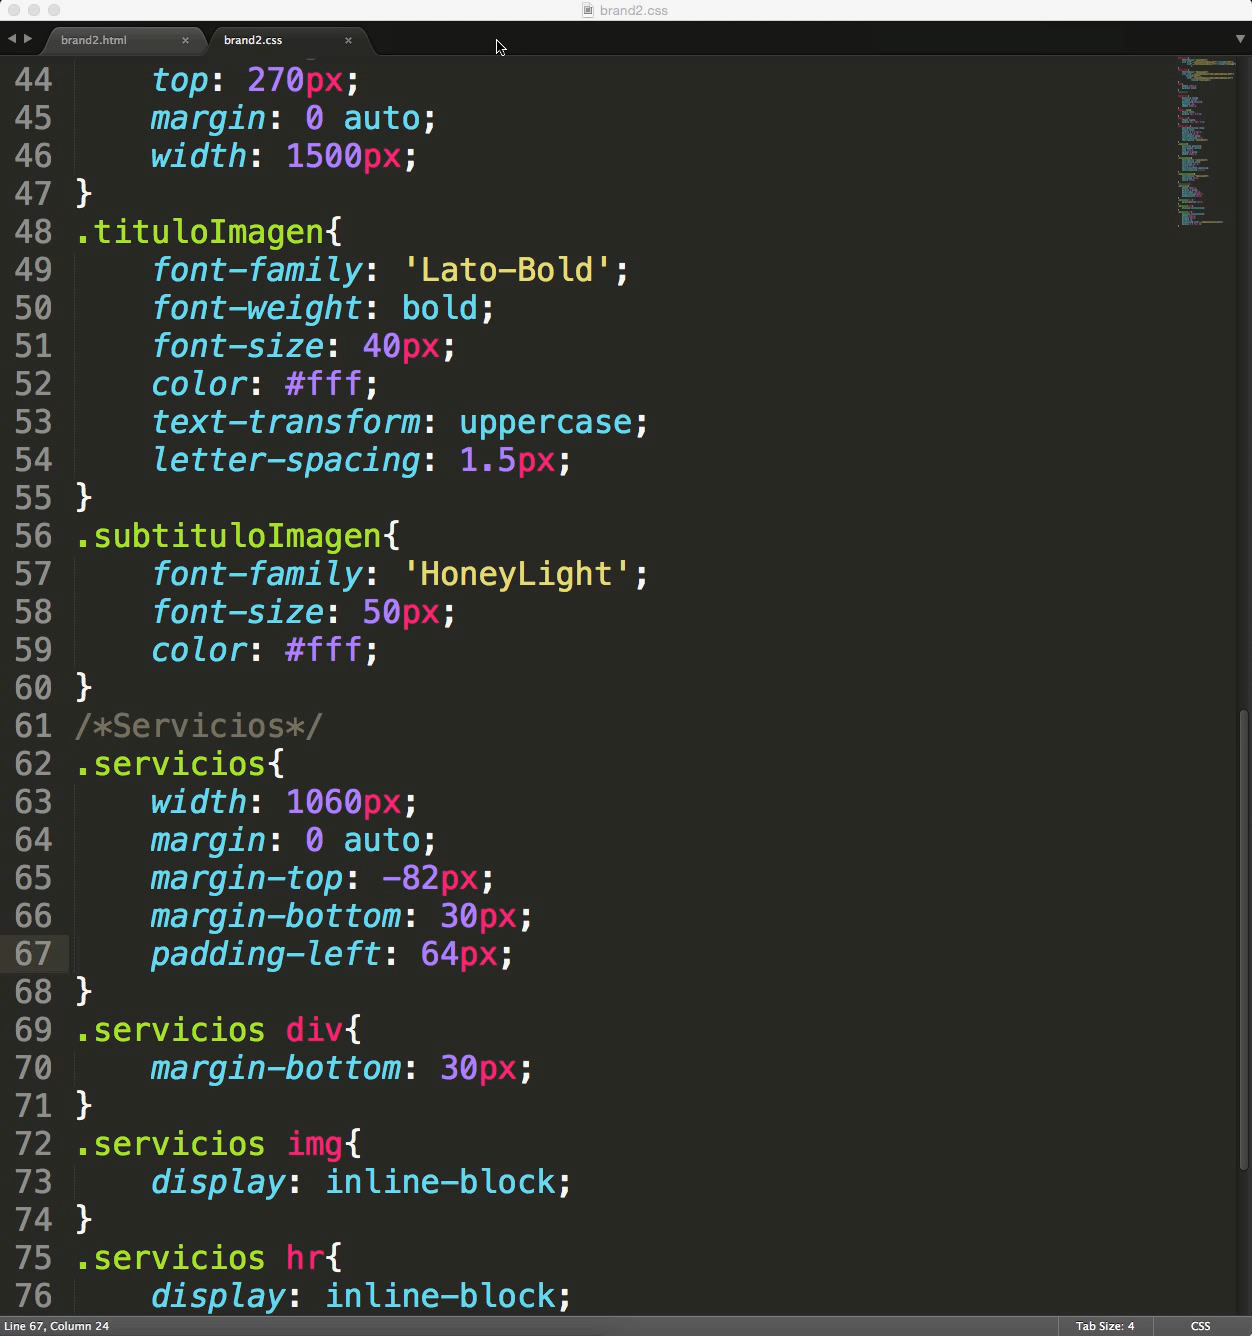 brand2.css
brand2.html × brand2.css ×
44 top: 270px;
45 margin: 0 auto;
46 width: 1500px;
47 }
48 .tituloImagen{
49 font-family: 'Lato-Bold';
50 font-weight: bold;
51 font-size: 40px;
52 color: #fff;
53 text-transform: uppercase;
54 letter-spacing: 1.5px;
55 }
56 .subtituloImagen{
57 font-family: 'HoneyLight';
58 font-size: 50px;
59 color: #fff;
60 }
61 /*Servicios*/
62 .servicios{
63 width: 1060px;
64 margin: 0 auto;
65 margin-top: -82px;
66 margin-bottom: 30px;
67 padding-left: 64px;
68 }
69 .servicios div{
70 margin-bottom: 30px;
71 }
72 .servicios img{
73 display: inline-block;
74 }
75 .servicios hr{
76 display: inline-block;
Line 67, Column 24 Tab Size: 4 CSS